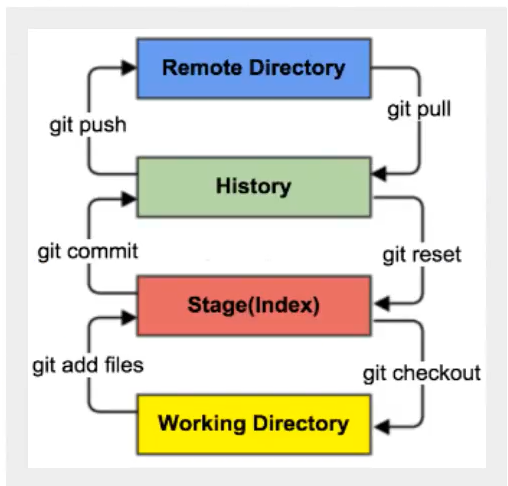 Remote Directory
git push
git pull
History
git commit
git reset
Stage(Index)
git add files
git checkout
Working Directory